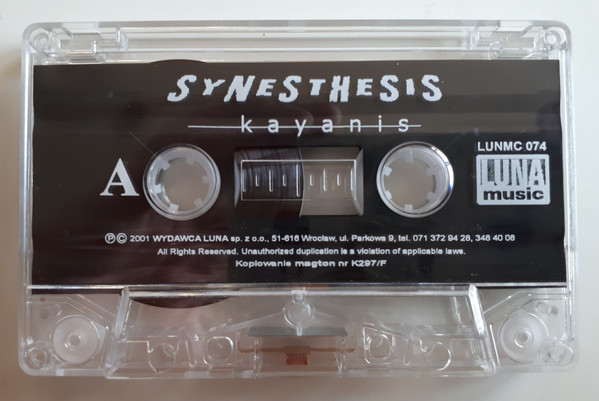 SYNESTHESIS
kayanis
LUNMC 074
A
LUNA
music
℗ © 2001 WYDAWCA LUNA sp. z o.o., 51-616 Wrocław, ul. Parkowa 9, tel. 071 372 94 28, 348 40 08
All Rights Reserved. Unauthorized duplication is a violation of applicable laws.
Kopiowanie magton nr K297/F